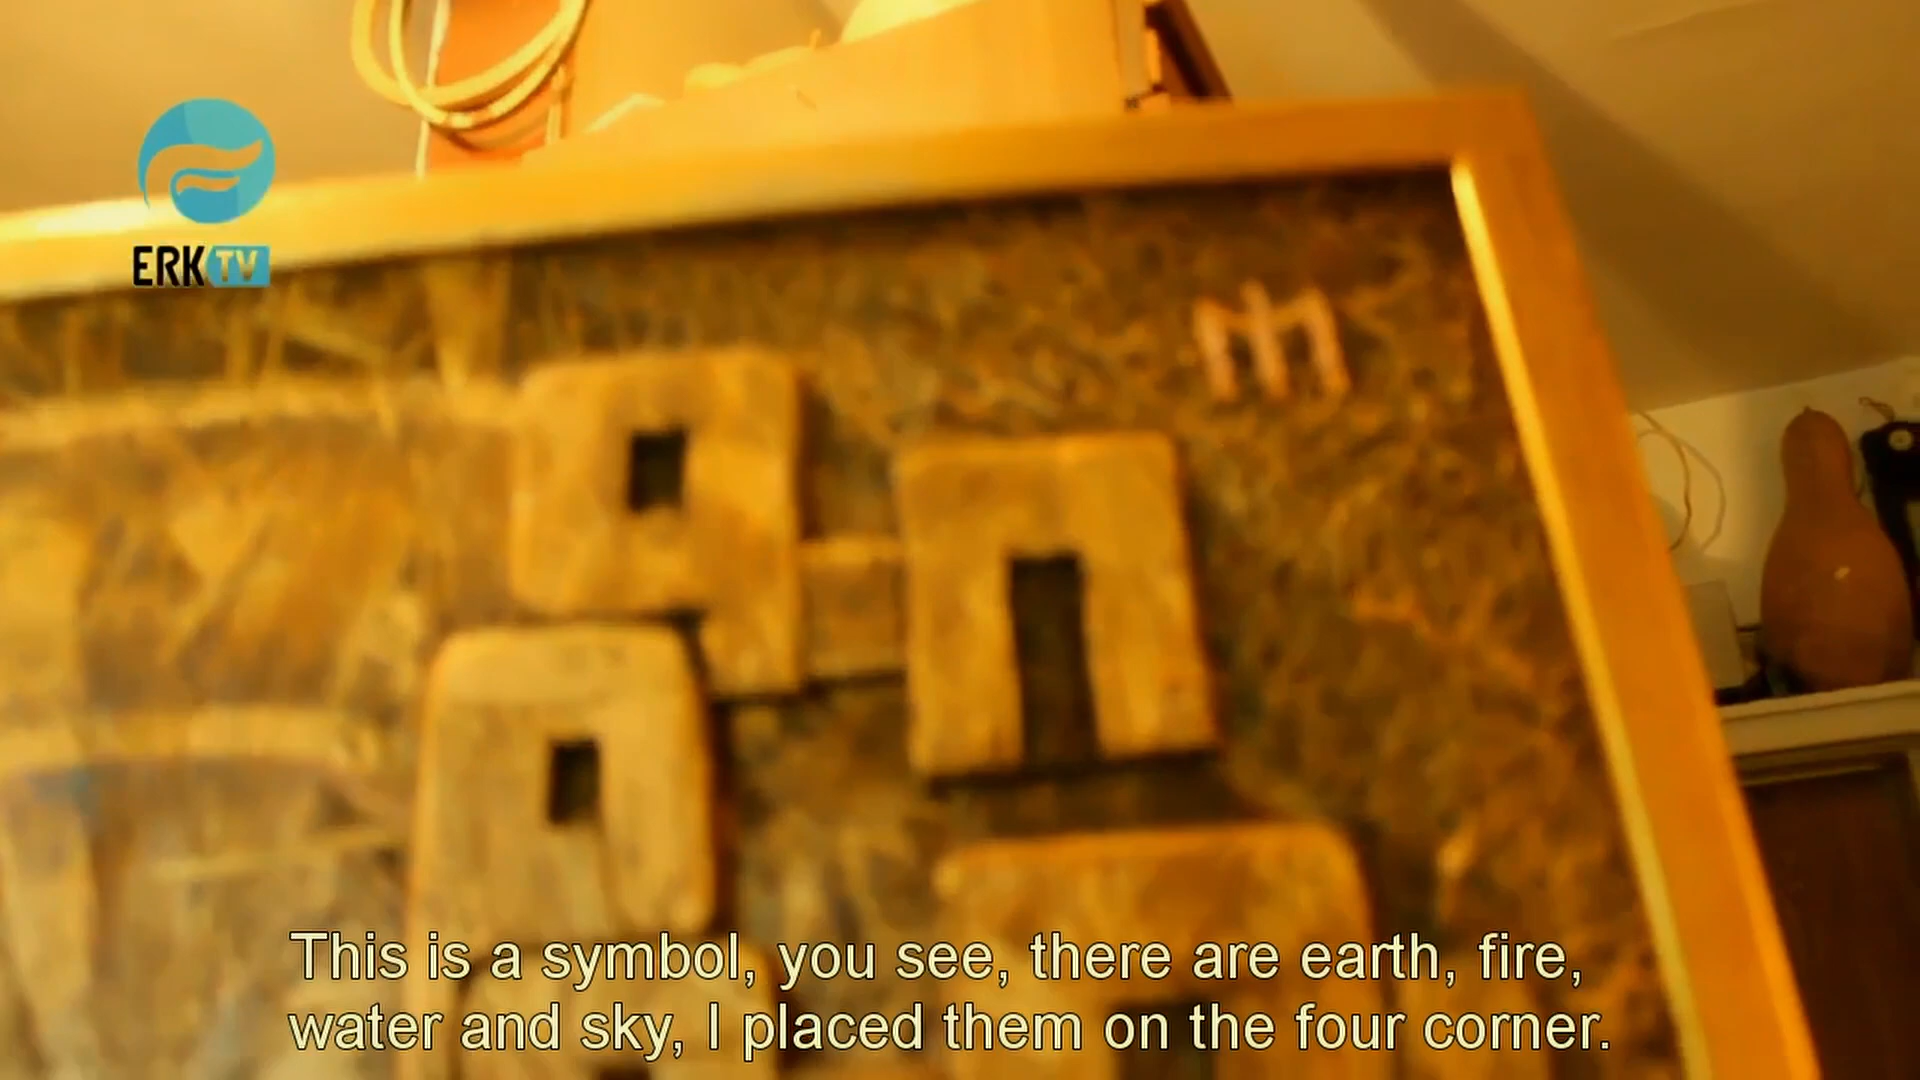 ERK TV
This is a symbol, you see, there are earth, fire,
water and sky, I placed them on the four corner.